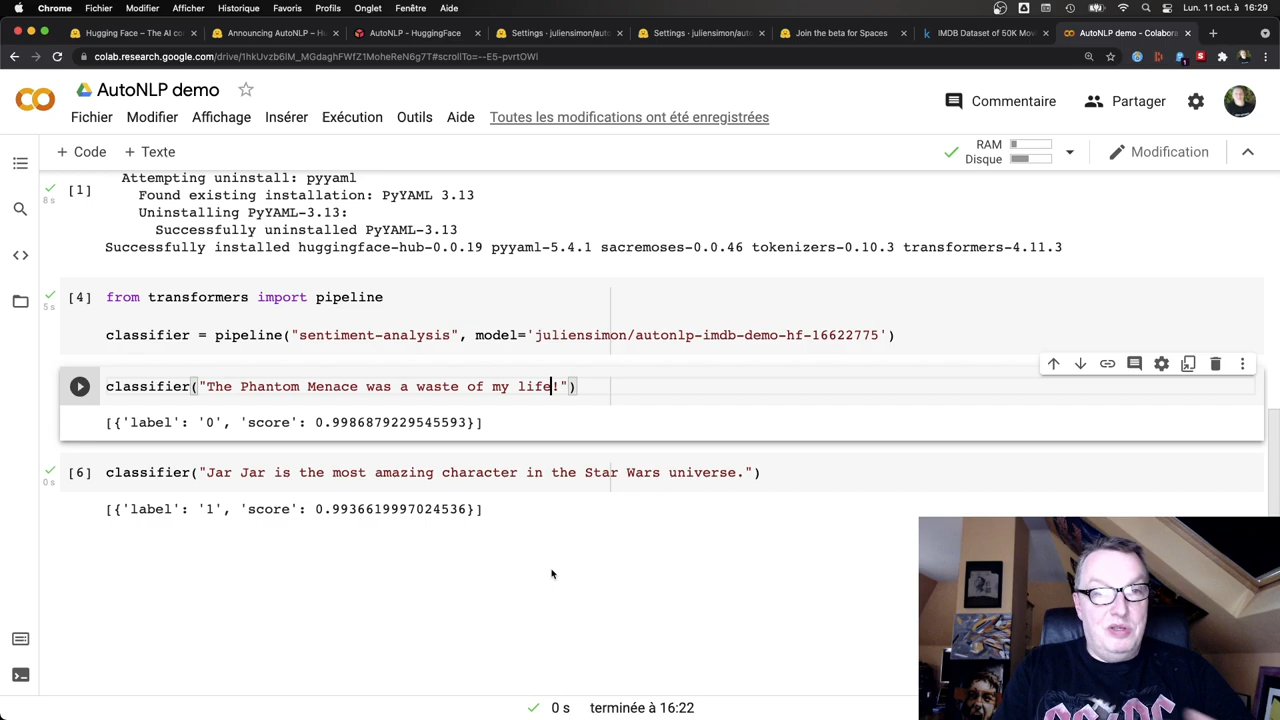 Chrome Fichier Modifier Afficher Historique Favoris Profils Onglet Fenêtre Aide Lun. 11 oct. à 16:29
Hugging Face – The AI co Announcing AutoNLP – H AutoNLP - HuggingFace Settings · juliensimon/auto Settings · juliensimon/auto Join the beta for Spaces IMDB Dataset of 50K Movi AutoNLP demo - Colabora
colab.research.google.com/drive/1hkUvzb6lM_MGdaghFWfZ1MoheReN6g7T#scrollTo=--E5-pvrtOWl
AutoNLP demo
Commentaire Partager
Fichier Modifier Affichage Insérer Exécution Outils Aide Toutes les modifications ont été enregistrées
+ Code + Texte
RAM
Disque
Modification
[1]
8 s
Attempting uninstall: pyyaml
Found existing installation: PyYAML 3.13
Uninstalling PyYAML-3.13:
Successfully uninstalled PyYAML-3.13
Successfully installed huggingface-hub-0.0.19 pyyaml-5.4.1 sacremoses-0.0.46 tokenizers-0.10.3 transformers-4.11.3
[4] from transformers import pipeline
5 s
classifier = pipeline("sentiment-analysis", model='juliensimon/autonlp-imdb-demo-hf-16622775')
classifier("The Phantom Menace was a waste of my life!")
[{'label': '0', 'score': 0.9986879229545593}]
[6] classifier("Jar Jar is the most amazing character in the Star Wars universe.")
0 s
[{'label': '1', 'score': 0.9936619997024536}]
AC/DC
0 s terminée à 16:22